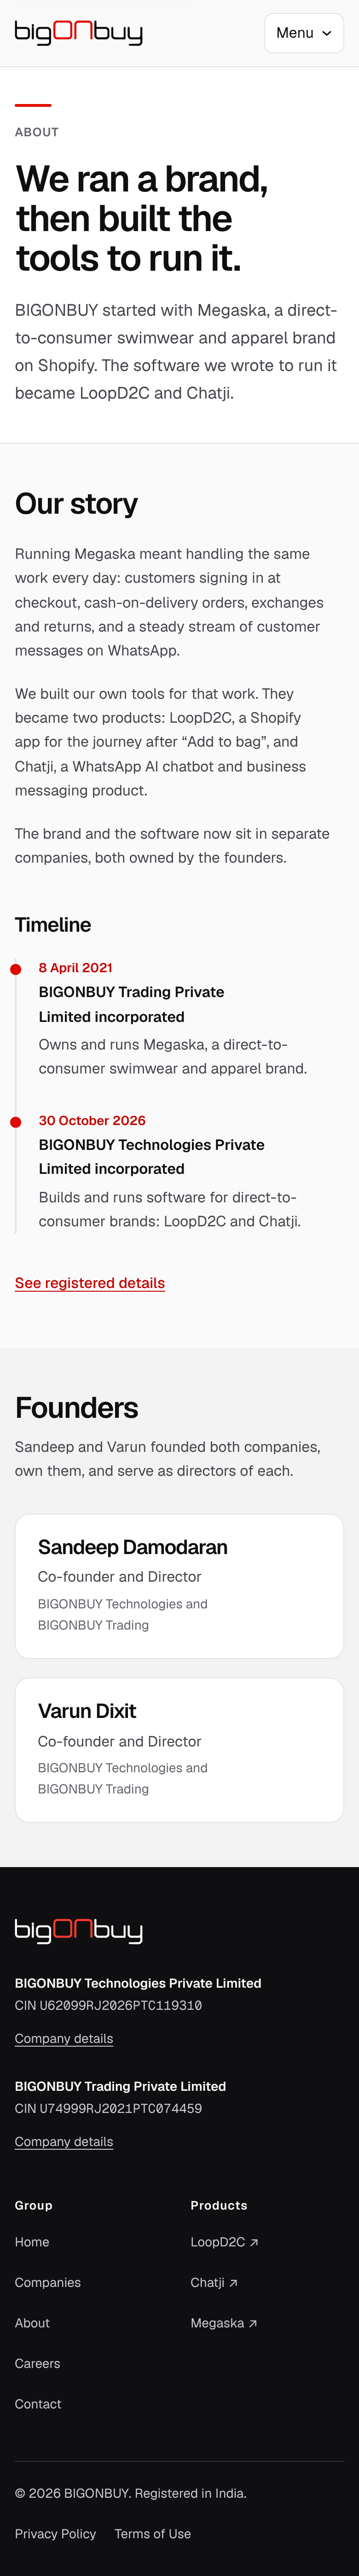 bigONbuy
Menu
ABOUT
We ran a brand,
then built the
tools to run it.
BIGONBUY started with Megaska, a direct-
to-consumer swimwear and apparel brand
on Shopify. The software we wrote to run it
became LoopD2C and Chatji.
Our story
Running Megaska meant handling the same
work every day: customers signing in at
checkout, cash-on-delivery orders, exchanges
and returns, and a steady stream of customer
messages on WhatsApp.
We built our own tools for that work. They
became two products: LoopD2C, a Shopify
app for the journey after “Add to bag”, and
Chatji, a WhatsApp AI chatbot and business
messaging product.
The brand and the software now sit in separate
companies, both owned by the founders.
Timeline
8 April 2021
BIGONBUY Trading Private
Limited incorporated
Owns and runs Megaska, a direct-to-
consumer swimwear and apparel brand.
30 October 2026
BIGONBUY Technologies Private
Limited incorporated
Builds and runs software for direct-to-
consumer brands: LoopD2C and Chatji.
See registered details
Founders
Sandeep and Varun founded both companies,
own them, and serve as directors of each.
Sandeep Damodaran
Co-founder and Director
BIGONBUY Technologies and
BIGONBUY Trading
Varun Dixit
Co-founder and Director
BIGONBUY Technologies and
BIGONBUY Trading
bigONbuy
BIGONBUY Technologies Private Limited
CIN U62099RJ2026PTC119310
Company details
BIGONBUY Trading Private Limited
CIN U74999RJ2021PTC074459
Company details
Group
Home
Companies
About
Careers
Contact
Products
LoopD2C ↗
Chatji ↗
Megaska ↗
© 2026 BIGONBUY. Registered in India.
Privacy Policy Terms of Use